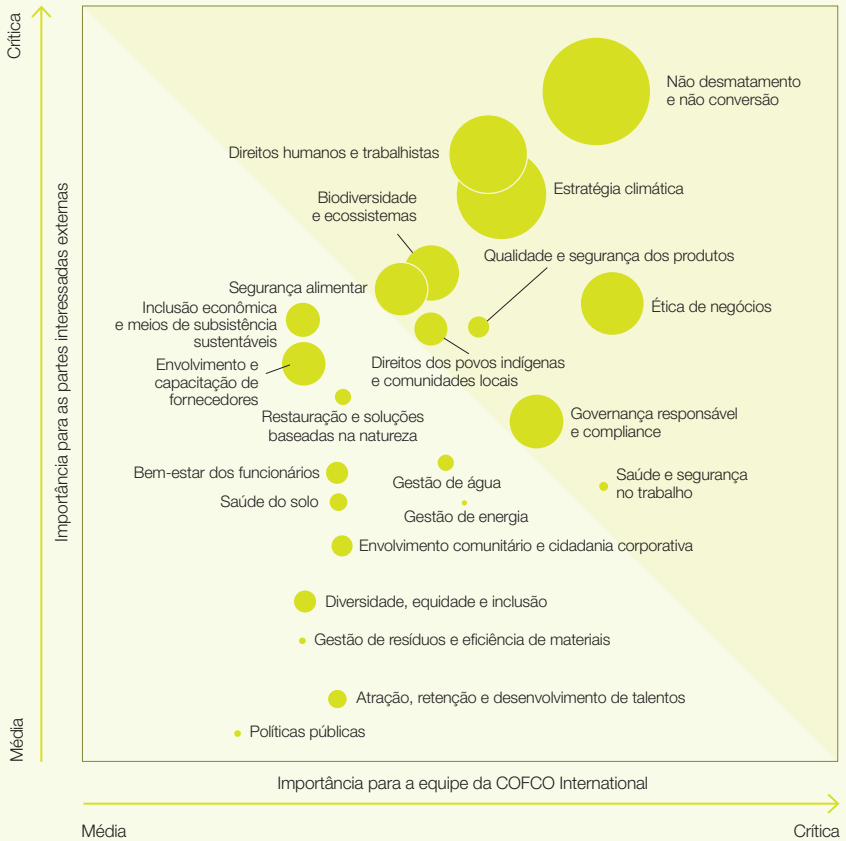 Crítica
Não desmatamento
e não conversão
Direitos humanos e trabalhistas
Estratégia climática
Biodiversidade
e ecossistemas
Qualidade e segurança dos produtos
Segurança alimentar
Inclusão econômica
e meios de subsistência
sustentáveis
Ética de negócios
Envolvimento e
capacitação de
fornecedores
Direitos dos povos indígenas
e comunidades locais
Restauração e soluções
baseadas na natureza
Governança responsável
e compliance
Bem-estar dos funcionários
Gestão de água
Saúde e segurança
no trabalho
Saúde do solo
Gestão de energia
Envolvimento comunitário e cidadania corporativa
Diversidade, equidade e inclusão
Gestão de resíduos e eficiência de materiais
Atração, retenção e desenvolvimento de talentos
Políticas públicas
Importância para as partes interessadas externas
Média
Importância para a equipe da COFCO International
Média
Crítica